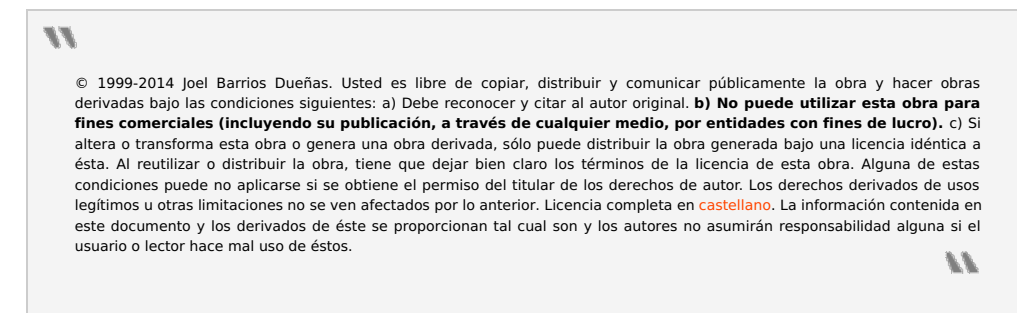 © 1999-2014 Joel Barrios Dueñas. Usted es libre de copiar, distribuir y comunicar públicamente la obra y hacer obras
derivadas bajo las condiciones siguientes: a) Debe reconocer y citar al autor original. b) No puede utilizar esta obra para
fines comerciales (incluyendo su publicación, a través de cualquier medio, por entidades con fines de lucro). c) Si
altera o transforma esta obra o genera una obra derivada, sólo puede distribuir la obra generada bajo una licencia idéntica a
ésta. Al reutilizar o distribuir la obra, tiene que dejar bien claro los términos de la licencia de esta obra. Alguna de estas
condiciones puede no aplicarse si se obtiene el permiso del titular de los derechos de autor. Los derechos derivados de usos
legítimos u otras limitaciones no se ven afectados por lo anterior. Licencia completa en castellano. La información contenida en
este documento y los derivados de éste se proporcionan tal cual son y los autores no asumirán responsabilidad alguna si el
usuario o lector hace mal uso de éstos.